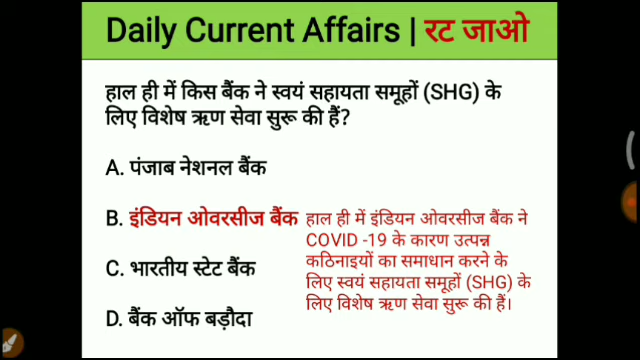 Daily Current Affairs | रट जाओ
हाल ही में किस बैंक ने स्वयं सहायता समूहों (SHG) के
लिए विशेष ऋण सेवा सुरू की हैं?
A. पंजाब नेशनल बैंक
B. इंडियन ओवरसीज बैंक
C. भारतीय स्टेट बैंक
D. बैंक ऑफ बड़ौदा
हाल ही में इंडियन ओवरसीज बैंक ने
COVID -19 के कारण उत्पन्न
कठिनाइयों का समाधान करने के
लिए स्वयं सहायता समूहों (SHG) के
लिए विशेष ऋण सेवा सुरू की हैं।